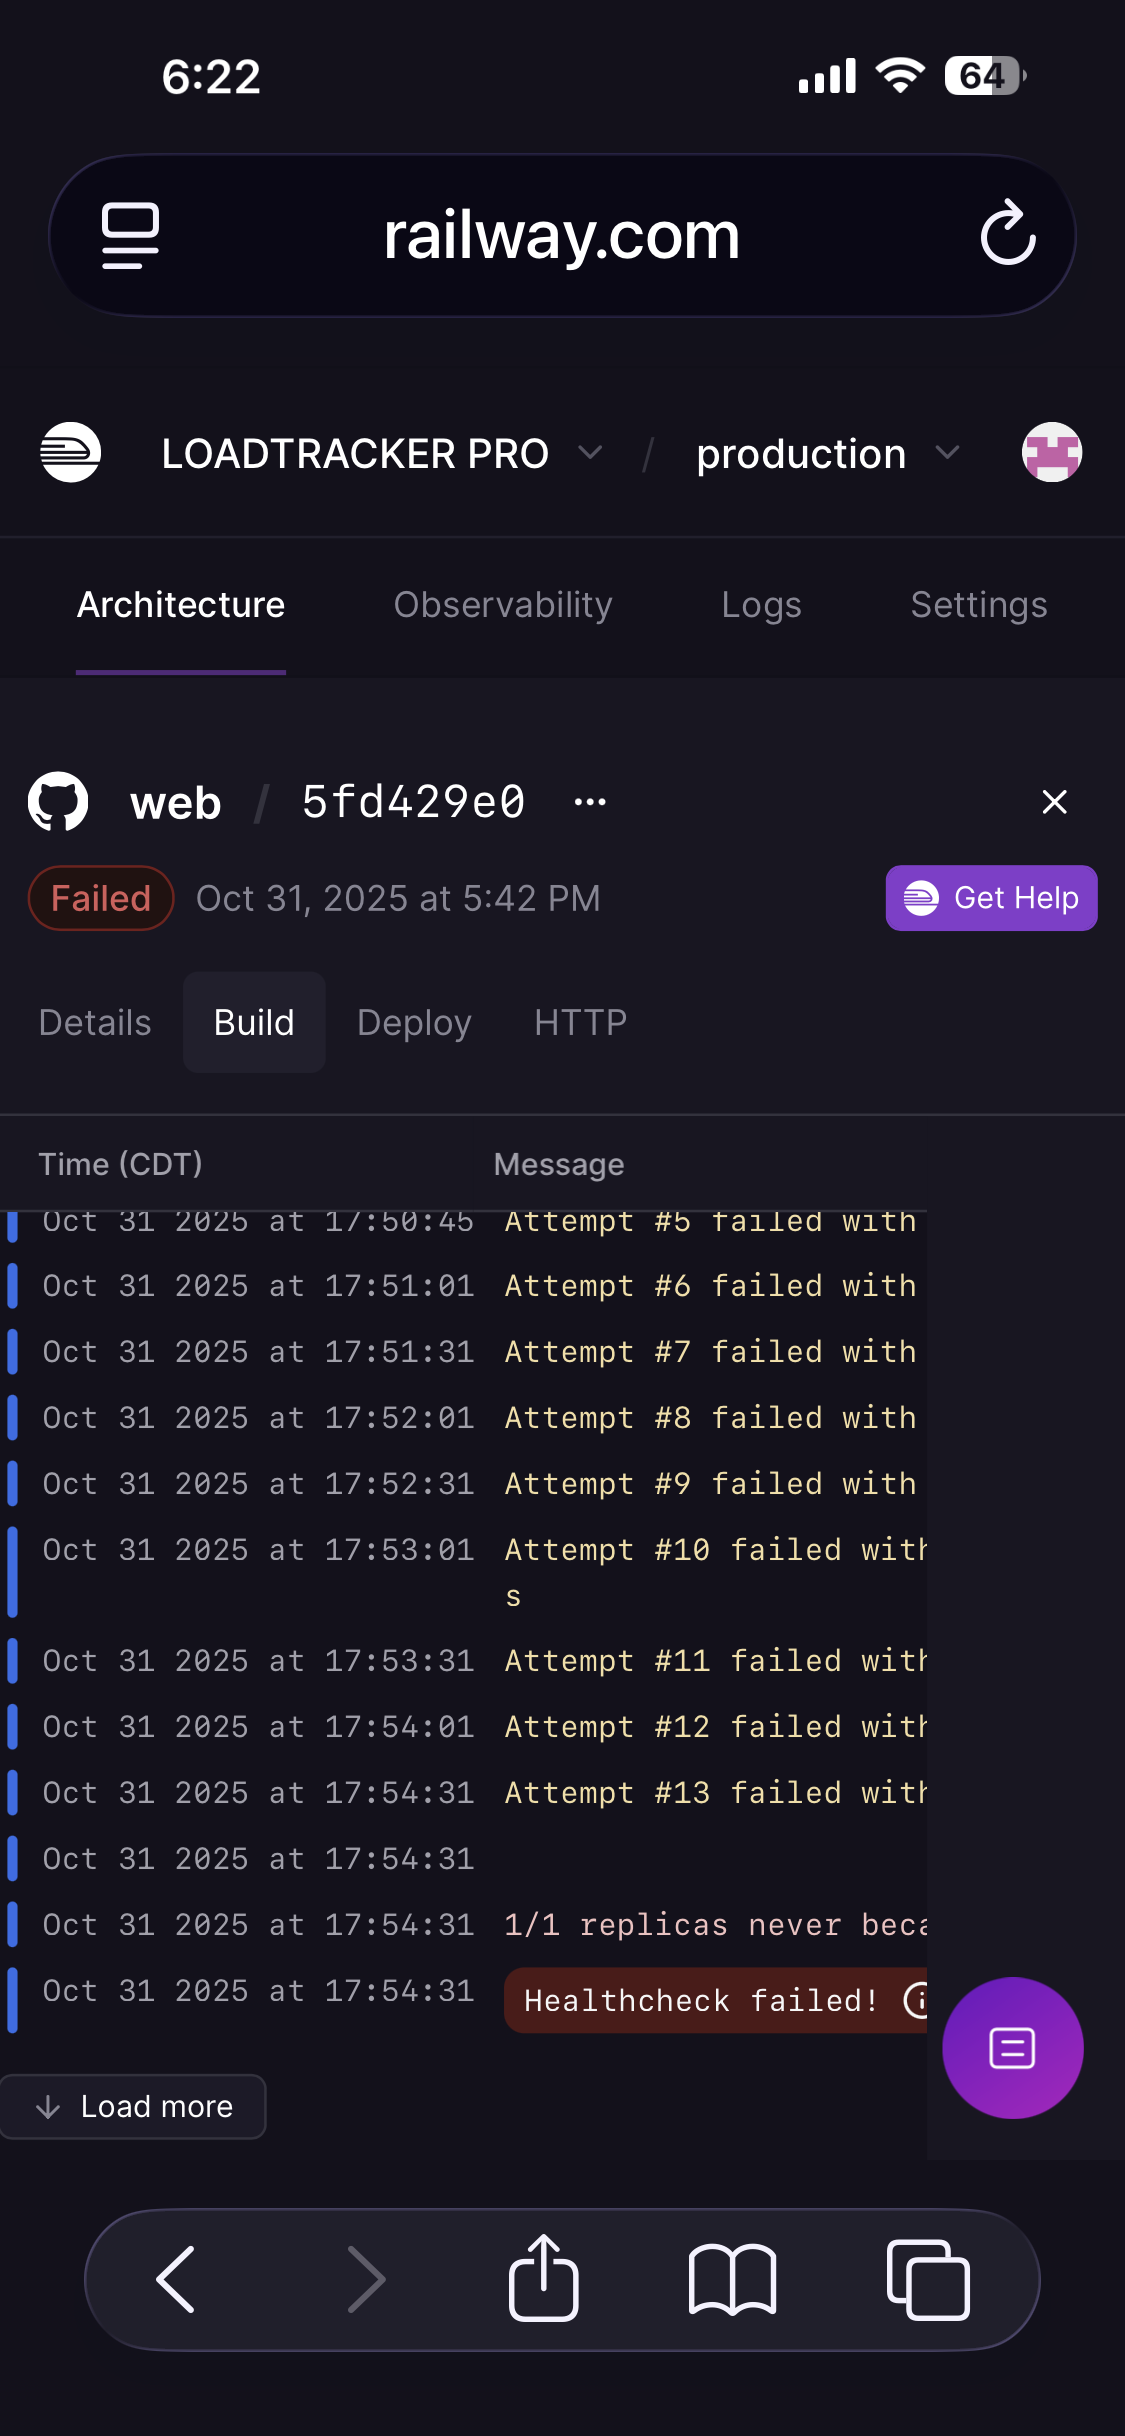 6:22
64
railway.com
LOADTRACKER PRO / production
Architecture Observability Logs Settings
web / 5fd429e0 ...
Failed Oct 31, 2025 at 5:42 PM Get Help
Details Build Deploy HTTP
Time (CDT) Message
Oct 31 2025 at 17:50:45 Attempt #5 failed with
Oct 31 2025 at 17:51:01 Attempt #6 failed with
Oct 31 2025 at 17:51:31 Attempt #7 failed with
Oct 31 2025 at 17:52:01 Attempt #8 failed with
Oct 31 2025 at 17:52:31 Attempt #9 failed with
Oct 31 2025 at 17:53:01 Attempt #10 failed with
s
Oct 31 2025 at 17:53:31 Attempt #11 failed with
Oct 31 2025 at 17:54:01 Attempt #12 failed with
Oct 31 2025 at 17:54:31 Attempt #13 failed with
Oct 31 2025 at 17:54:31
Oct 31 2025 at 17:54:31 1/1 replicas never beca
Oct 31 2025 at 17:54:31 Healthcheck failed!
Load more